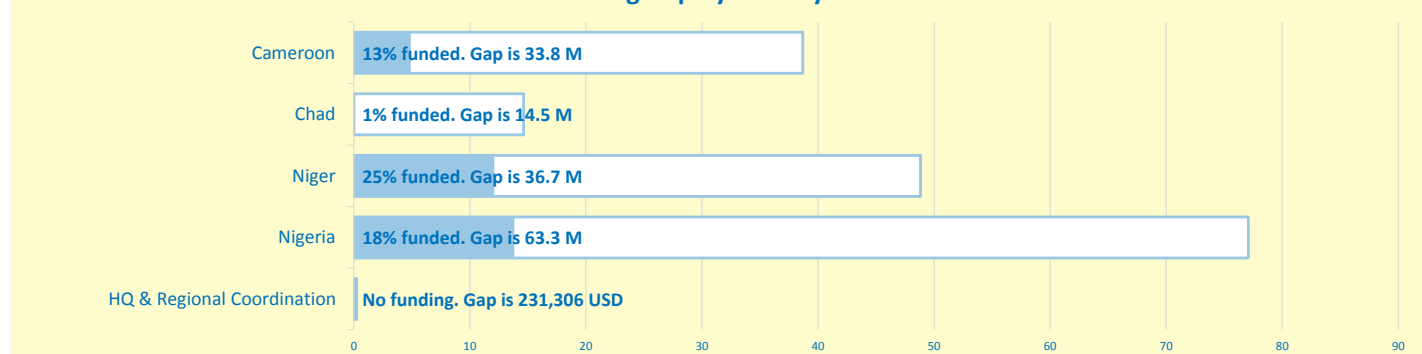 Cameroon 13% funded. Gap is 33.8 M
Chad 1% funded. Gap is 14.5 M
Niger 25% funded. Gap is 36.7 M
Nigeria 18% funded. Gap is 63.3 M
HQ & Regional Coordination No funding. Gap is 231,306 USD
0 10 20 30 40 50 60 70 80 90